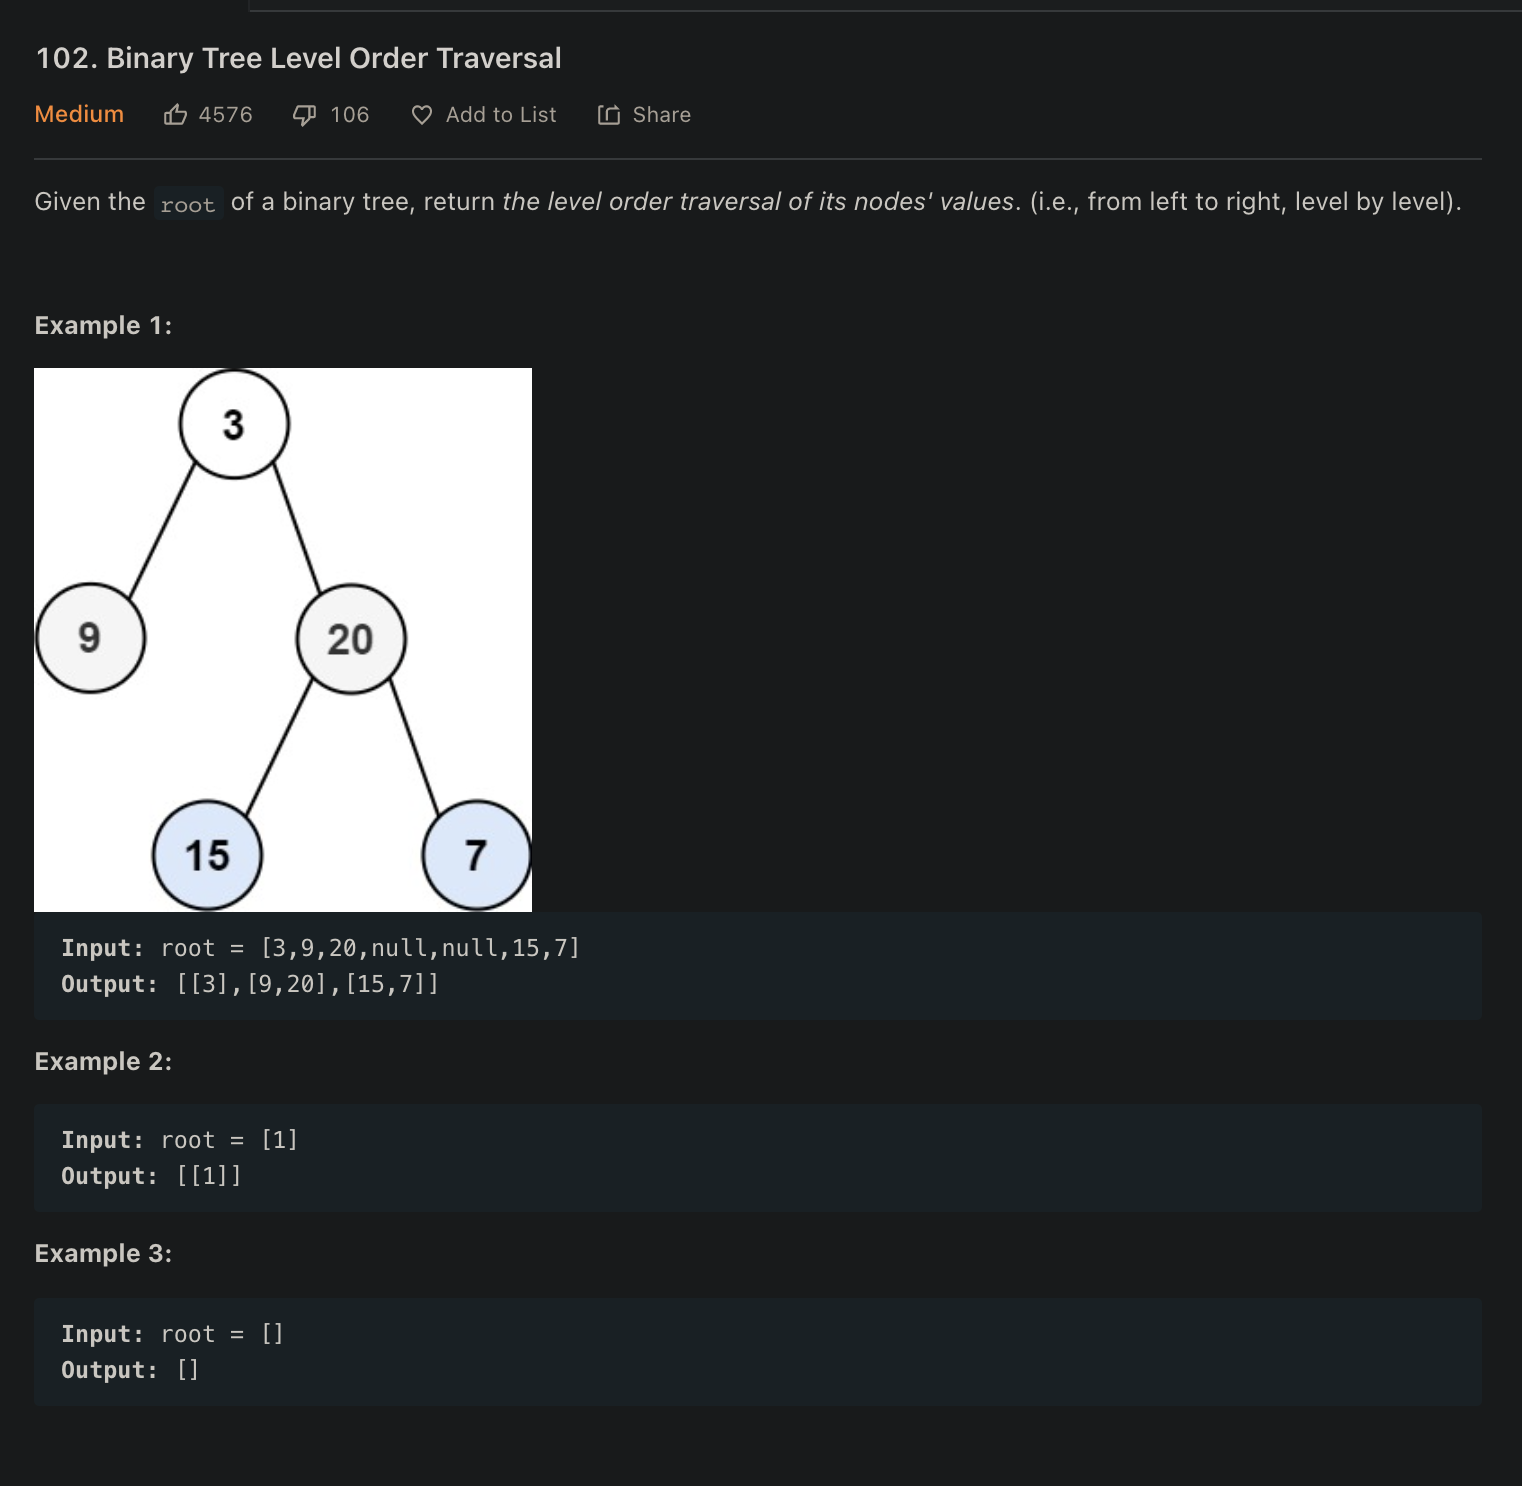 102. Binary Tree Level Order Traversal
Medium 4576 106 Add to List Share
Given the root of a binary tree, return the level order traversal of its nodes' values. (i.e., from left to right, level by level).
Example 1:
3
9 20
15 7
Input: root = [3,9,20,null,null,15,7]
Output: [[3],[9,20],[15,7]]
Example 2:
Input: root = [1]
Output: [[1]]
Example 3:
Input: root = []
Output: []